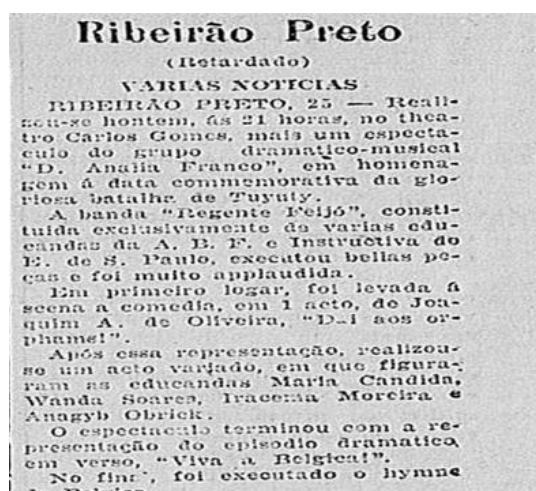 Ribeirão Preto
(Retardado)
VARIAS NOTICIAS
RIBEIRÃO PRETO, 25 — Reali-
sou-se hontem, ás 21 horas, no thea-
tro Carlos Gomes, mais um especta-
culo do grupo dramatico-musical
"D. Analia Franco", em homena-
gem á data commemorativa da glo-
riosa batalha de Tuyuty.
A banda "Regente Feijó", consti-
tuida exclusivamente de varias edu-
candas da A. B. F. e Instructiva do
E. de S. Paulo, executou bellas pe-
ças e foi muito applaudida.
Em primeiro logar, foi levada á
scena a comedia, em 1 acto, de Joa-
quim A. de Oliveira, "D-i aos or-
phams!".
Após essa representação, realizou-
se um acto variado, em que figura-
ram as educandas Maria Candida,
Wanda Soares, Iracema Moreira e
Anagyb Obrick.
O espectaculo terminou com a re-
presentação do episodio dramatico,
em verso, "Viva a Belgica!".
No fim, foi executado o hymne